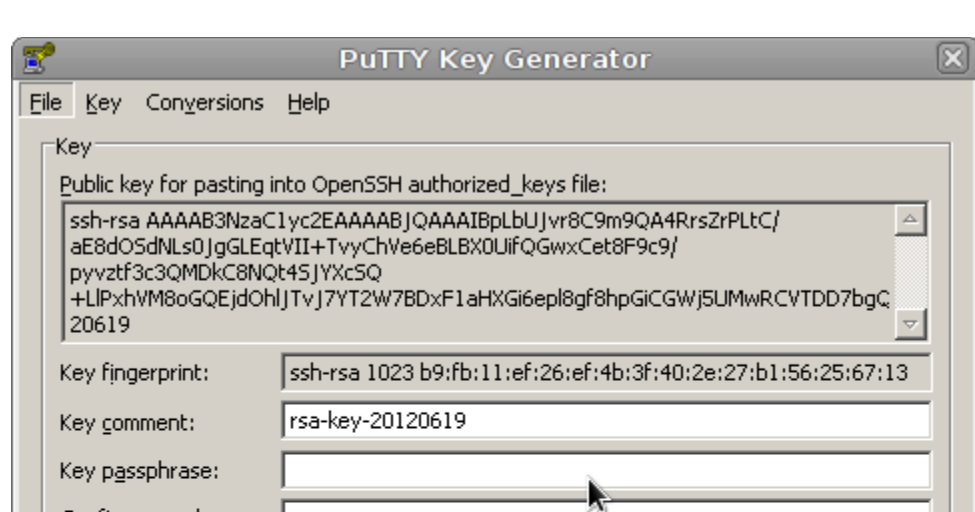 PuTTY Key Generator
File Key Conversions Help
Key
Public key for pasting into OpenSSH authorized_keys file:
ssh-rsa AAAAB3NzaC1yc2EAAAABJQAAAIBpLbUJvr8C9m9QA4RrsZrPLtC/
aE8dOSdNLs0JgGLEqtVII+TvyChVe6eBLBX0UifQGwxCet8F9c9/
pyvztf3c3QMDkC8NQt45JYXc5Q
+LlPxhVM8oGQEjdOhlJTvJ7YT2W7BDxF1aHXGi6epl8gf8hpGiCGWj5UMwRCVTDD7bgQ
20619
Key fingerprint: ssh-rsa 1023 b9:fb:11:ef:26:ef:4b:3f:40:2e:27:b1:56:25:67:13
Key comment: rsa-key-20120619
Key passphrase: